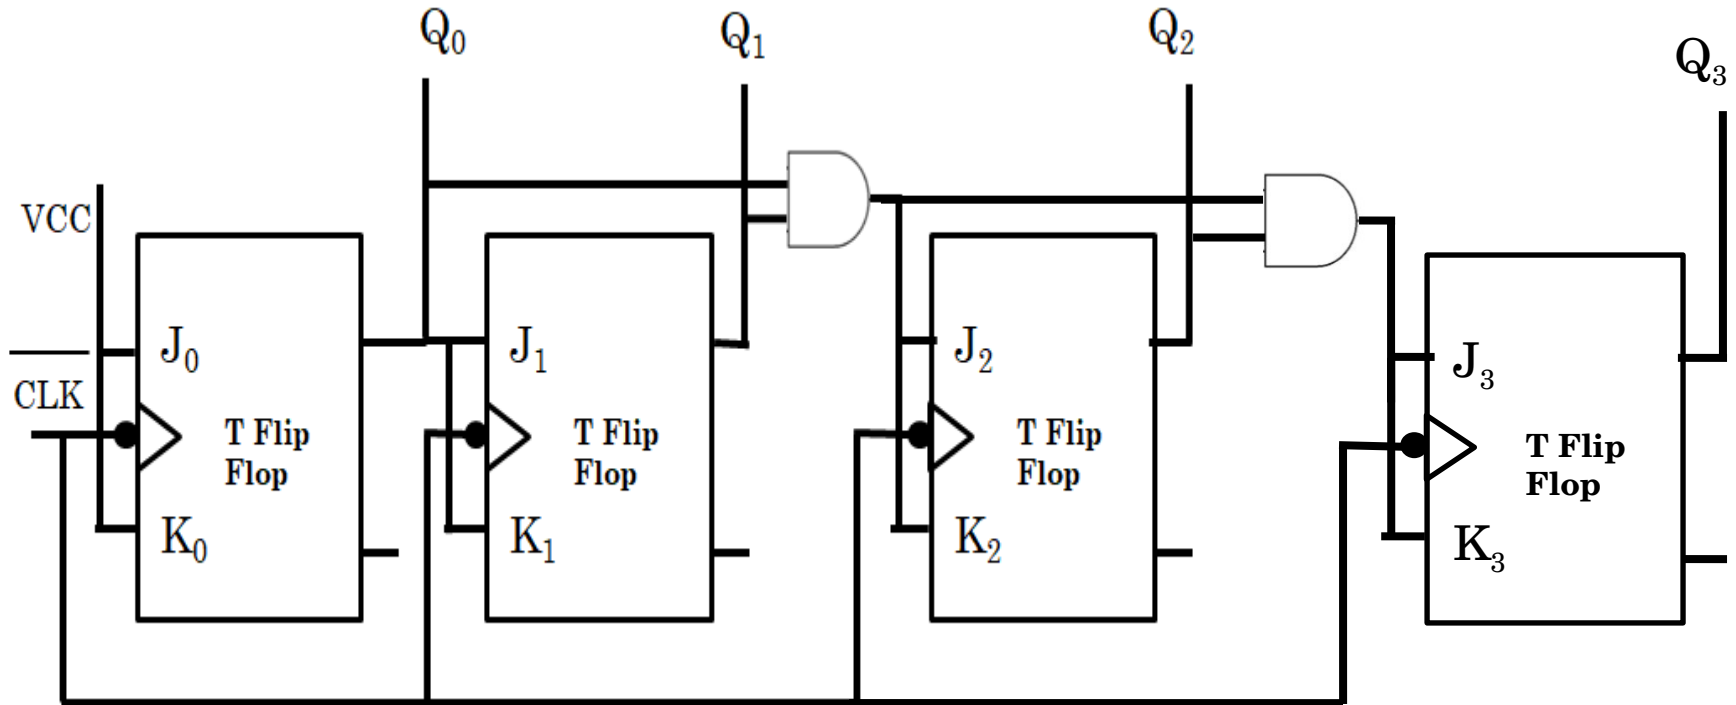 Q₀
Q₁
Q₂
Q₃
VCC
CLK
J₀
T Flip
Flop
K₀
J₁
T Flip
Flop
K₁
J₂
T Flip
Flop
K₂
J₃
T Flip
Flop
K₃